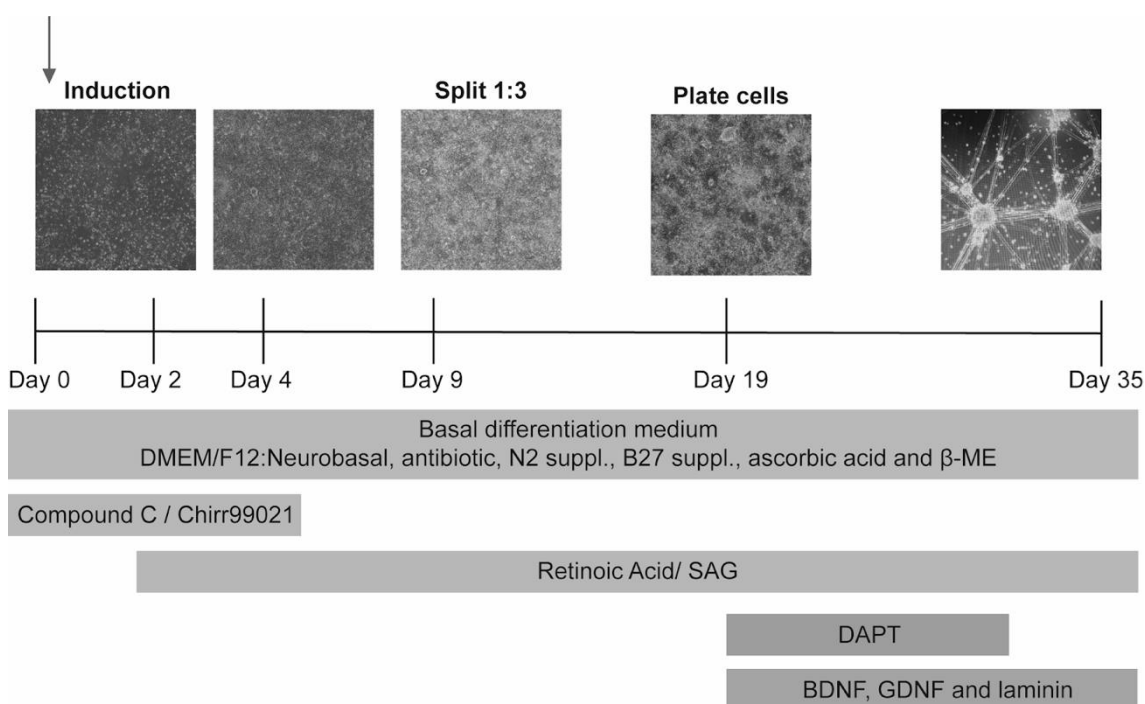 Induction
Split 1:3
Plate cells
Day 0
Day 2
Day 4
Day 9
Day 19
Day 35
Basal differentiation medium
DMEM/F12:Neurobasal, antibiotic, N2 suppl., B27 suppl., ascorbic acid and β-ME
Compound C / Chirr99021
Retinoic Acid/ SAG
DAPT
BDNF, GDNF and laminin